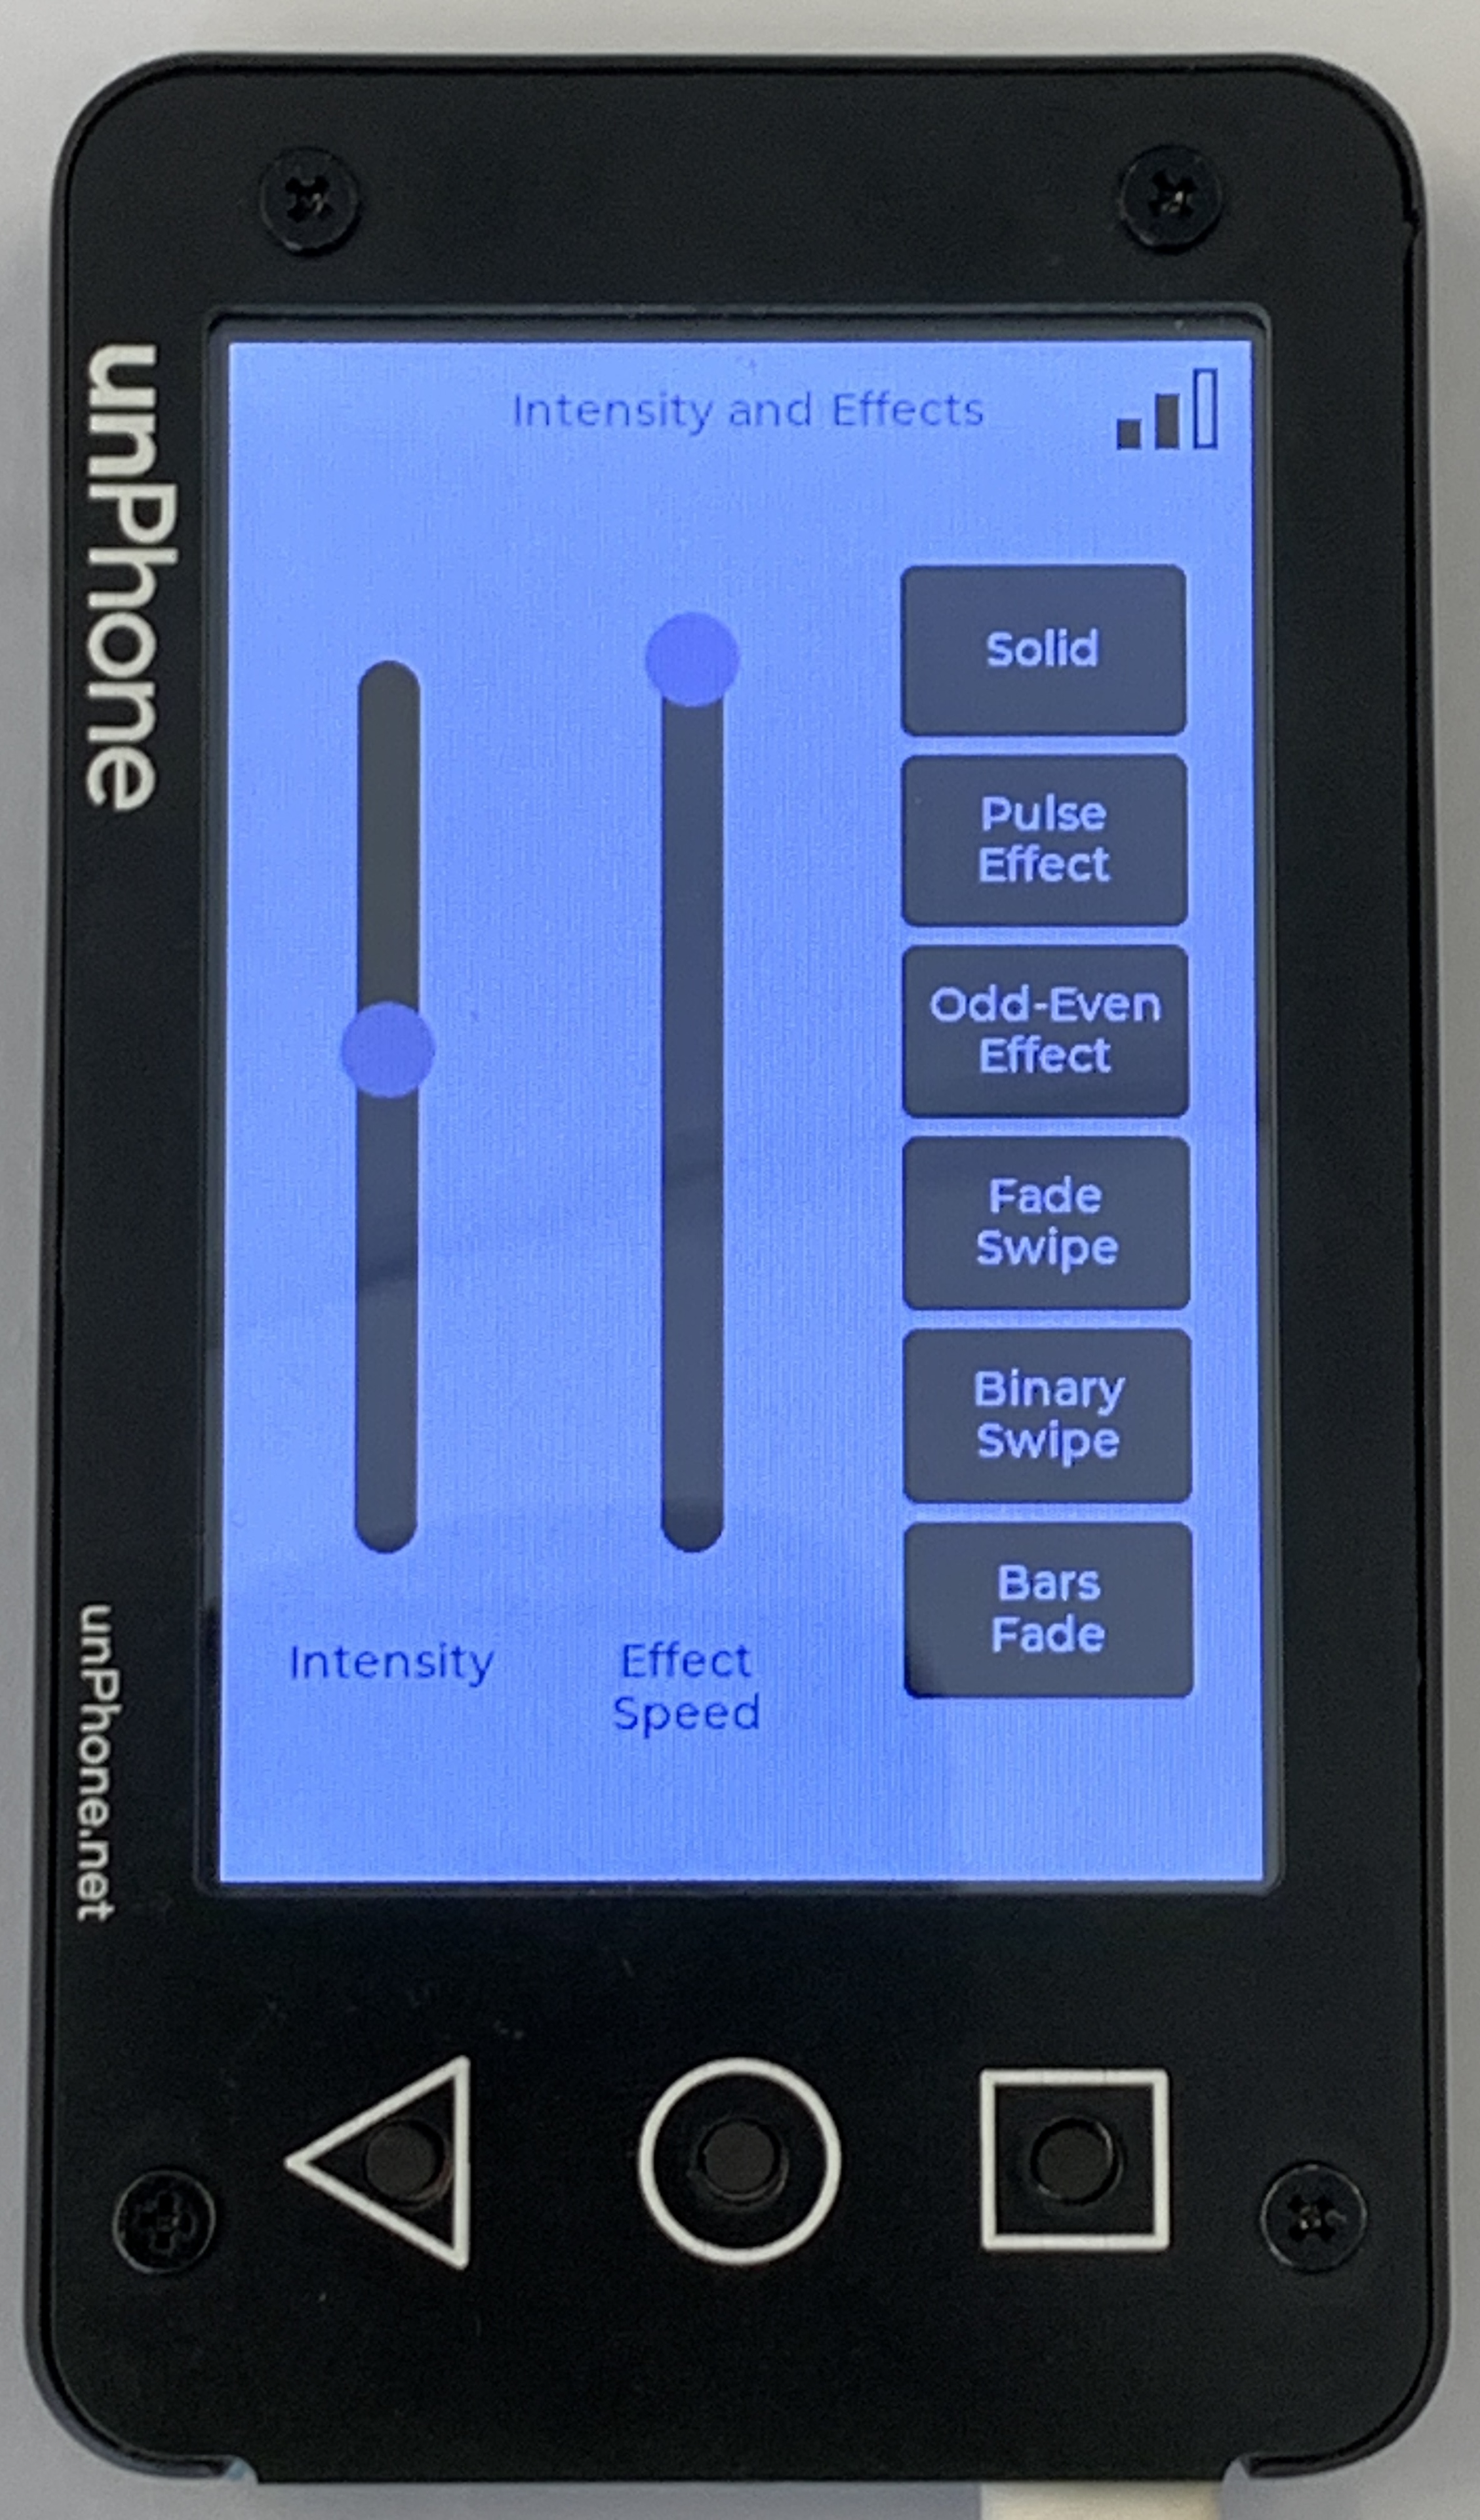 unPhone
Intensity and Effects
Solid
Pulse
Effect
Odd-Even
Effect
Fade
Swipe
Binary
Swipe
Bars
Fade
Intensity
Effect
Speed
unPhone.net